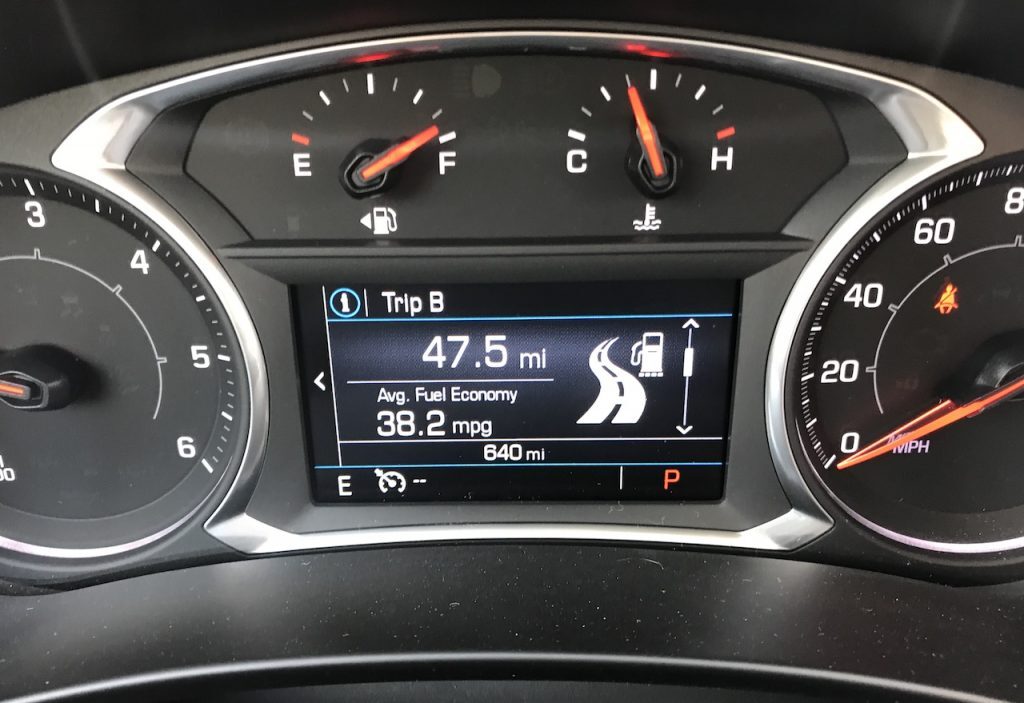 E F
C H
3
4
5
6
Trip B
47.5 mi
Avg. Fuel Economy
38.2 mpg
640 mi
E -- P
60
40
20
0
MPH